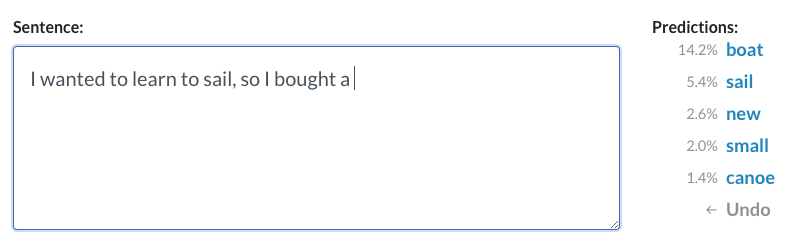 Sentence:
Predictions:
I wanted to learn to sail, so I bought a
14.2% boat
5.4% sail
2.6% new
2.0% small
1.4% canoe
← Undo